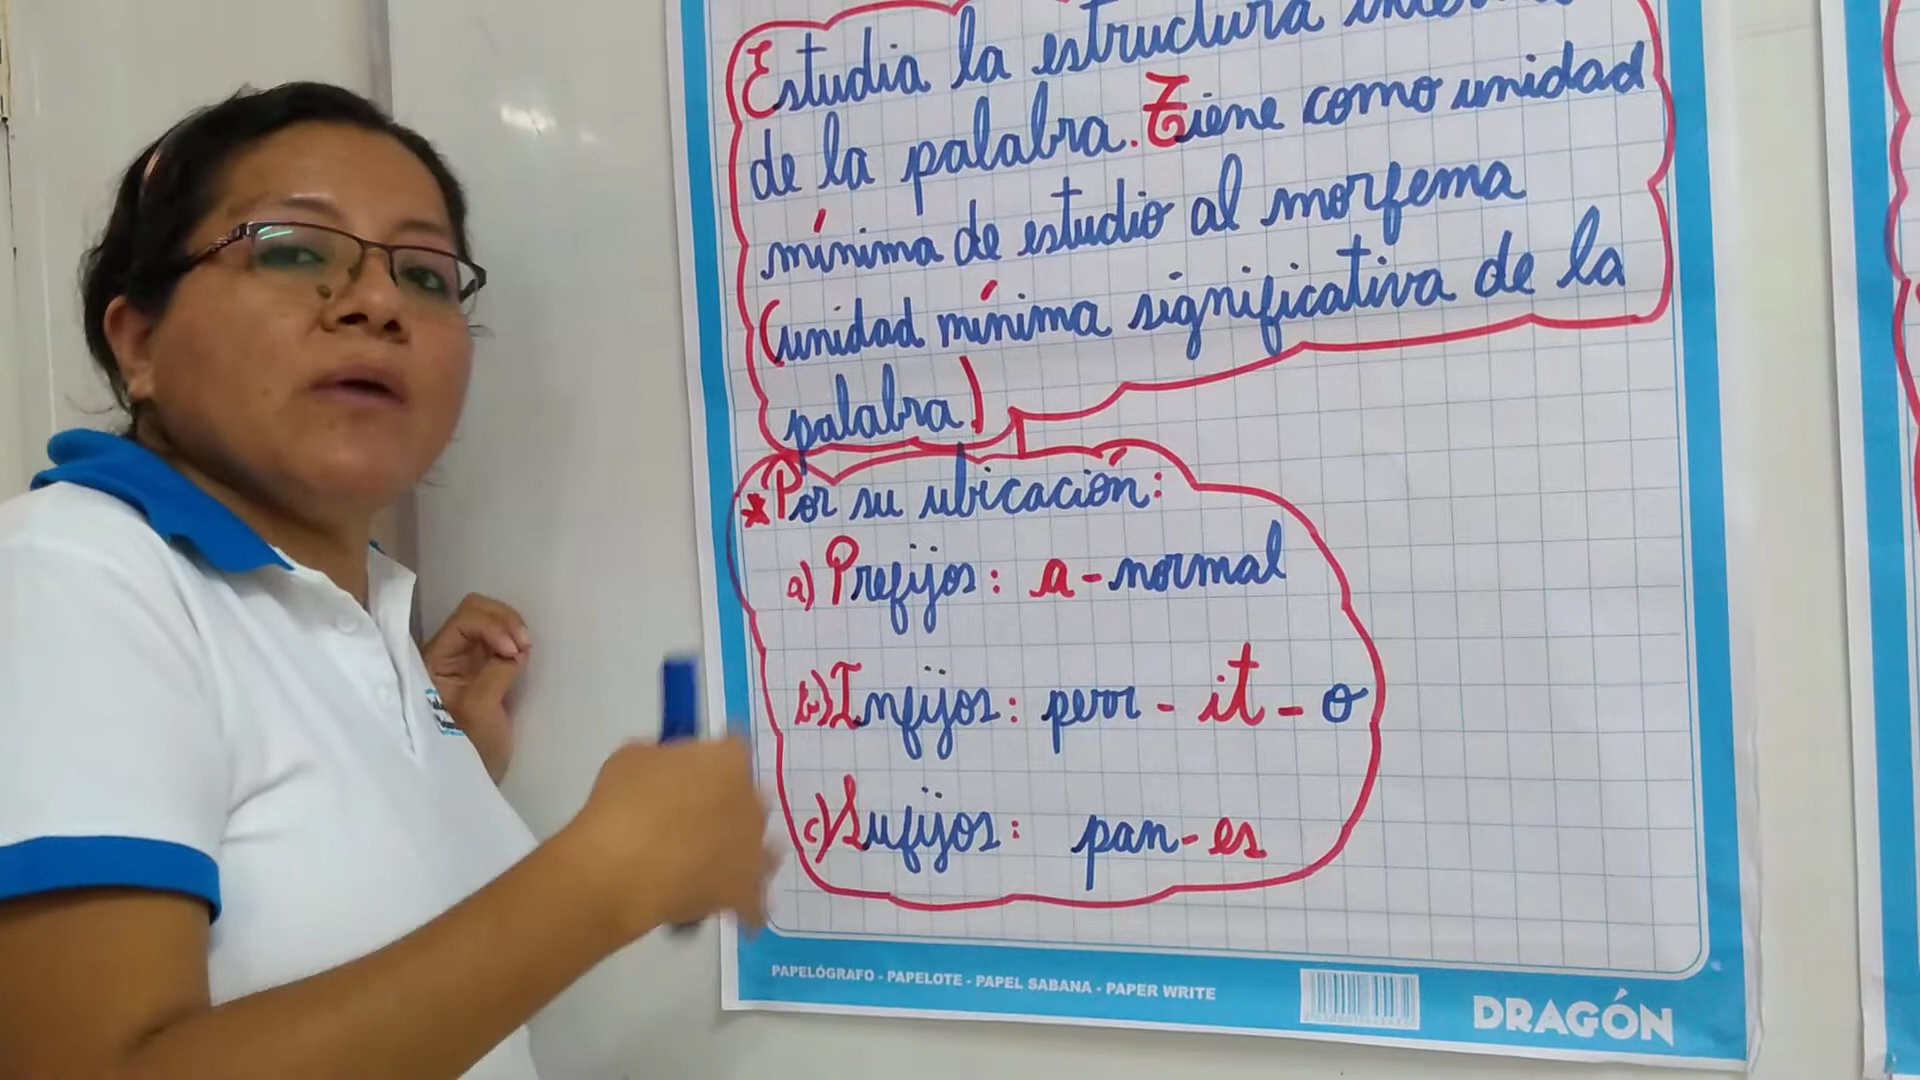 Estudia la estructura
de la palabra. Tiene como unidad
mínima de estudio al morfema
(unidad mínima significativa de la
palabra)
*Por su ubicación:
a) Prefijos: a-normal
b) Infijos: perr - it - o
c) Sufijos: pan-es
PAPELÓGRAFO - PAPELOTE - PAPEL SABANA - PAPER WRITE
DRAGÓN